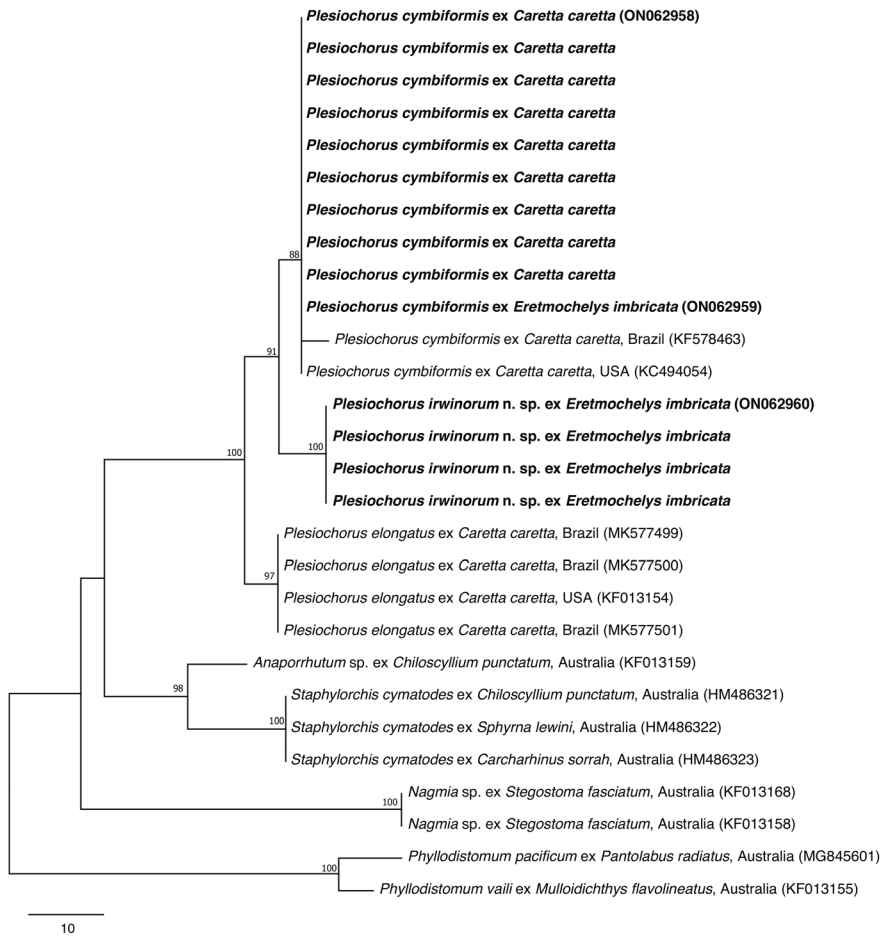 Plesiochorus cymbiformis ex Caretta caretta (ON062958)
Plesiochorus cymbiformis ex Caretta caretta
Plesiochorus cymbiformis ex Caretta caretta
Plesiochorus cymbiformis ex Caretta caretta
Plesiochorus cymbiformis ex Caretta caretta
Plesiochorus cymbiformis ex Caretta caretta
Plesiochorus cymbiformis ex Caretta caretta
Plesiochorus cymbiformis ex Caretta caretta
88
Plesiochorus cymbiformis ex Caretta caretta
Plesiochorus cymbiformis ex Eretmochelys imbricata (ON062959)
Plesiochorus cymbiformis ex Caretta caretta, Brazil (KF578463)
91
Plesiochorus cymbiformis ex Caretta caretta, USA (KC494054)
Plesiochorus irwinorum n. sp. ex Eretmochelys imbricata (ON062960)
Plesiochorus irwinorum n. sp. ex Eretmochelys imbricata
100
100
Plesiochorus irwinorum n. sp. ex Eretmochelys imbricata
Plesiochorus irwinorum n. sp. ex Eretmochelys imbricata
Plesiochorus elongatus ex Caretta caretta, Brazil (MK577499)
Plesiochorus elongatus ex Caretta caretta, Brazil (MK577500)
97
Plesiochorus elongatus ex Caretta caretta, USA (KF013154)
Plesiochorus elongatus ex Caretta caretta, Brazil (MK577501)
Anaporrhutum sp. ex Chiloscyllium punctatum, Australia (KF013159)
98
Staphylorchis cymatodes ex Chiloscyllium punctatum, Australia (HM486321)
100
Staphylorchis cymatodes ex Sphyrna lewini, Australia (HM486322)
Staphylorchis cymatodes ex Carcharhinus sorrah, Australia (HM486323)
Nagmia sp. ex Stegostoma fasciatum, Australia (KF013168)
100
Nagmia sp. ex Stegostoma fasciatum, Australia (KF013158)
Phyllodistomum pacificum ex Pantolabus radiatus, Australia (MG845601)
100
Phyllodistomum vaili ex Mulloidichthys flavolineatus, Australia (KF013155)
10